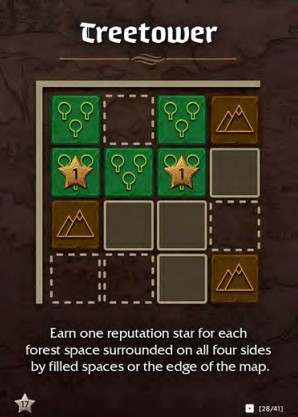 Treetower
1
1
Earn one reputation star for each
forest space surrounded on all four sides
by filled spaces or the edge of the map.
17
[28/41]